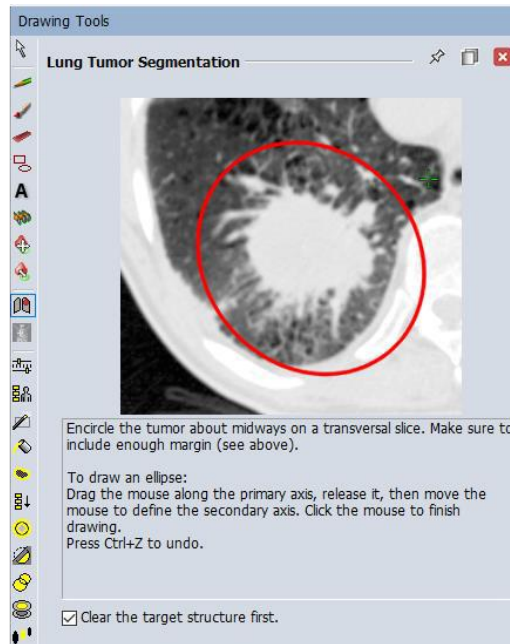 Drawing Tools
Lung Tumor Segmentation
A
Encircle the tumor about midways on a transversal slice. Make sure to
include enough margin (see above).
To draw an ellipse:
Drag the mouse along the primary axis, release it, then move the
mouse to define the secondary axis. Click the mouse to finish
drawing.
Press Ctrl+Z to undo.
Clear the target structure first.